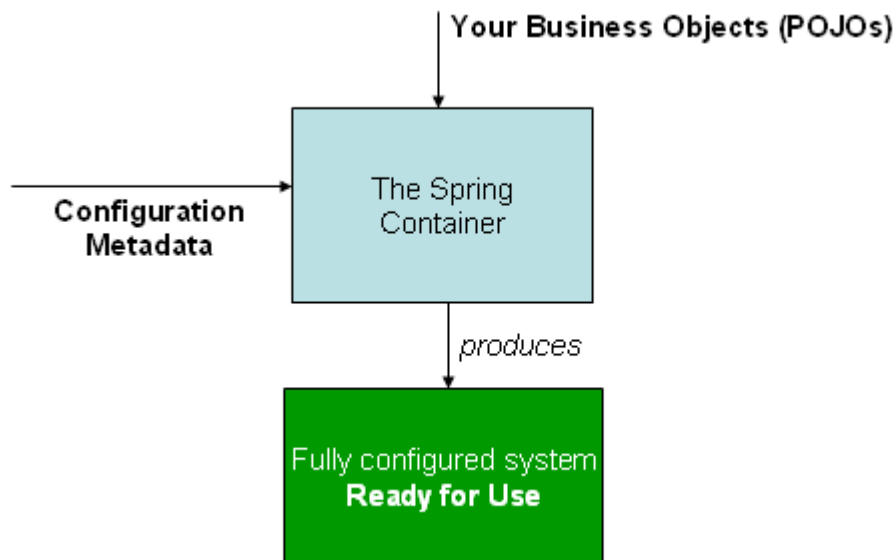 Your Business Objects (POJOs)
The Spring
Container
Configuration
Metadata
produces
Fully configured system
Ready for Use